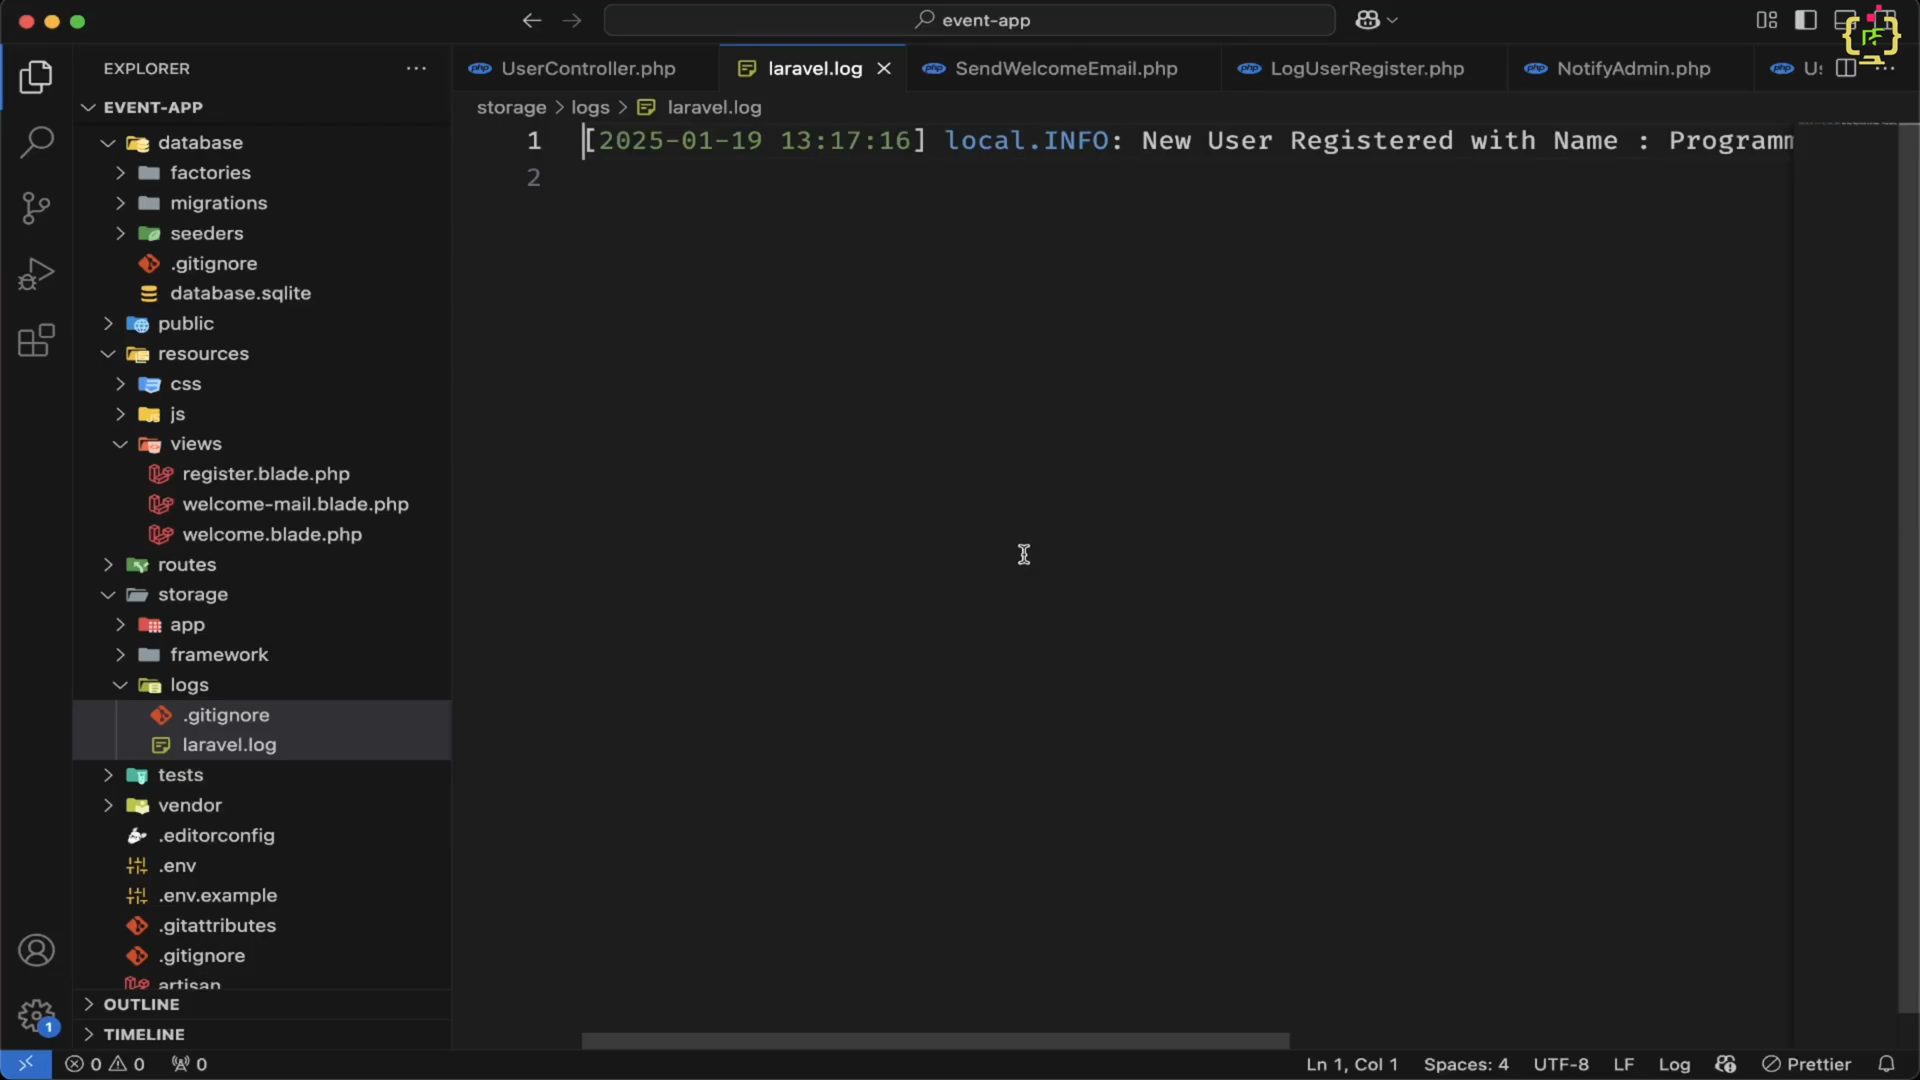 event-app
EXPLORER
EVENT-APP
database
factories
migrations
seeders
.gitignore
database.sqlite
public
resources
css
js
views
register.blade.php
welcome-mail.blade.php
welcome.blade.php
routes
storage
app
framework
logs
.gitignore
laravel.log
tests
vendor
.editorconfig
.env
.env.example
.gitattributes
.gitignore
artisan
OUTLINE
TIMELINE
UserController.php
laravel.log
SendWelcomeEmail.php
LogUserRegister.php
NotifyAdmin.php
storage > logs > laravel.log
1 [2025-01-19 13:17:16] local.INFO: New User Registered with Name : Programm
2
1
0 0 0
Ln 1, Col 1 Spaces: 4 UTF-8 LF Log Prettier